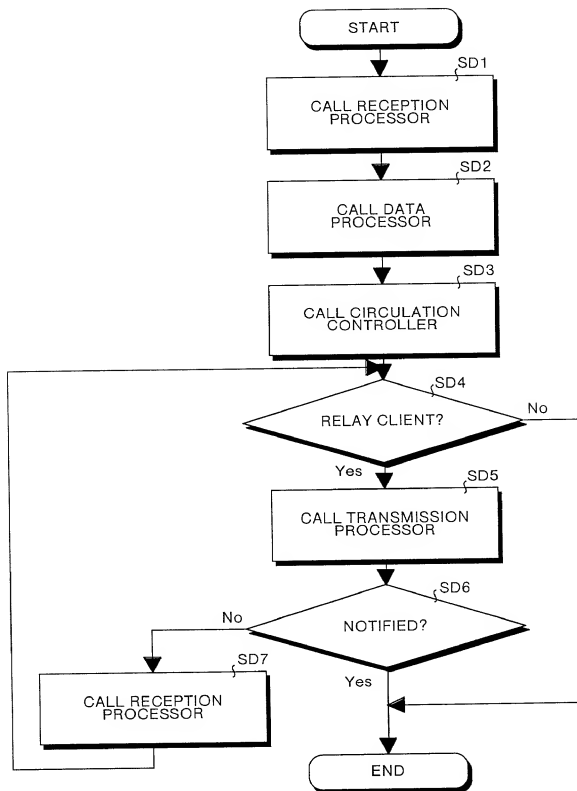 START
SD1
CALL RECEPTION
PROCESSOR
SD2
CALL DATA
PROCESSOR
SD3
CALL CIRCULATION
CONTROLLER
SD4
RELAY CLIENT?
No
Yes
SD5
CALL TRANSMISSION
PROCESSOR
SD6
NOTIFIED?
No
Yes
SD7
CALL RECEPTION
PROCESSOR
END